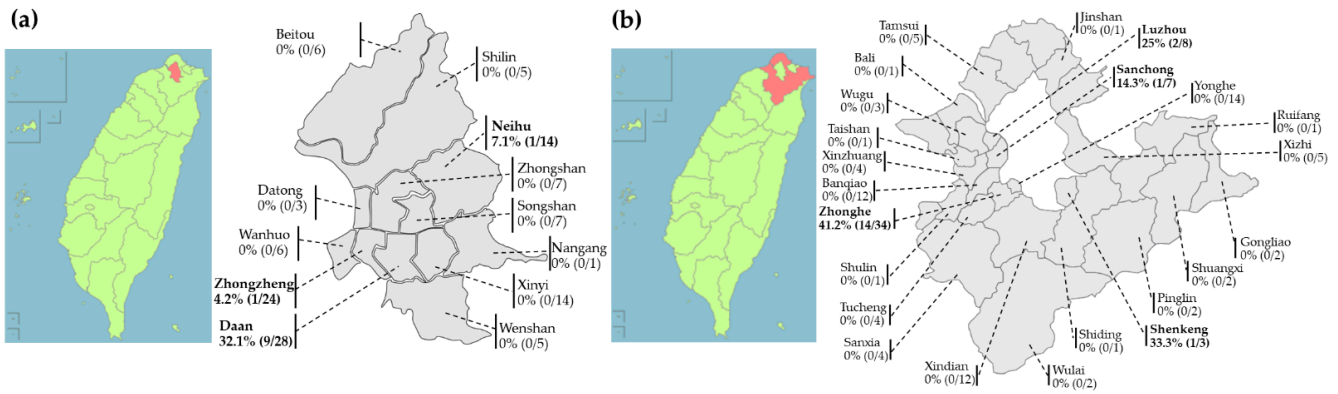 (a)
Beitou
0% (0/6)
Shilin
0% (0/5)
Neihu
7.1% (1/14)
Zhongshan
0% (0/7)
Datong
0% (0/3)
Songshan
0% (0/7)
Wanhuo
0% (0/6)
Nangang
0% (0/1)
Zhongzheng
4.2% (1/24)
Xinyi
0% (0/14)
Daan
32.1% (9/28)
Wenshan
0% (0/5)
(b)
Tamsui
0% (0/5)
Jinshan
0% (0/1)
Luzhou
25% (2/8)
Bali
0% (0/1)
Sanchong
14.3% (1/7)
Wugu
0% (0/3)
Yonghe
0% (0/14)
Taishan
0% (0/1)
Ruifang
0% (0/1)
Xinzhuang
0% (0/4)
Xizhi
0% (0/5)
Banqiao
0% (0/12)
Zhonghe
41.2% (14/34)
Gongliao
0% (0/2)
Shulin
0% (0/1)
Shuangxi
0% (0/2)
Tucheng
0% (0/4)
Pinglin
0% (0/2)
Sanxia
0% (0/4)
Shiding
0% (0/1)
Shenkeng
33.3% (1/3)
Xindian
0% (0/12)
Wulai
0% (0/2)